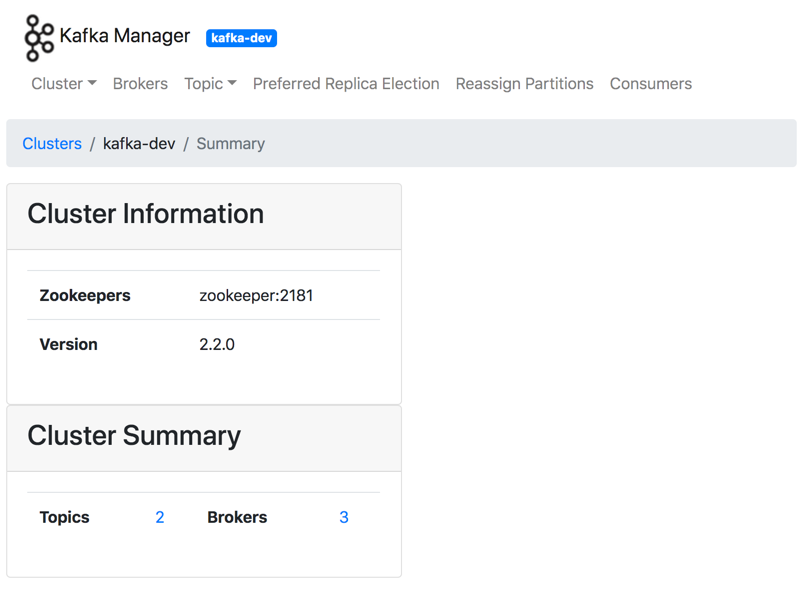 Kafka Manager kafka-dev
Cluster Brokers Topic Preferred Replica Election Reassign Partitions Consumers
Clusters / kafka-dev / Summary
Cluster Information
Zookeepers zookeeper:2181
Version 2.2.0
Cluster Summary
Topics 2 Brokers 3